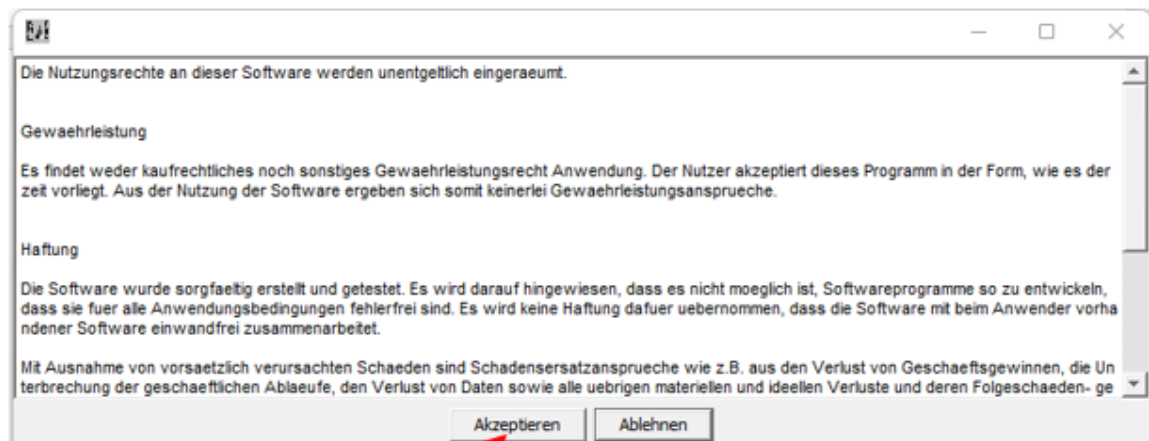 Die Nutzungsrechte an dieser Software werden unentgeltlich eingeraeumt.
Gewaehrleistung
Es findet weder kaufrechtliches noch sonstiges Gewaehrleistungsrecht Anwendung. Der Nutzer akzeptiert dieses Programm in der Form, wie es der
zeit vorliegt. Aus der Nutzung der Software ergeben sich somit keinerlei Gewaehrleistungsansprueche.
Haftung
Die Software wurde sorgfaeltig erstellt und getestet. Es wird darauf hingewiesen, dass es nicht moeglich ist, Softwareprogramme so zu entwickeln,
dass sie fuer alle Anwendungsbedingungen fehlerfrei sind. Es wird keine Haftung dafuer uebernommen, dass die Software mit beim Anwender vorha
ndener Software einwandfrei zusammenarbeitet.
Mit Ausnahme von vorsaetzlich verursachten Schaeden sind Schadensersatzansprueche wie z.B. aus den Verlust von Geschaeftsgewinnen, die Un
terbrechung der geschaeftlichen Ablaeufe, den Verlust von Daten sowie alle uebrigen materiellen und ideellen Verluste und deren Folgeschaeden- ge
Akzeptieren Ablehnen